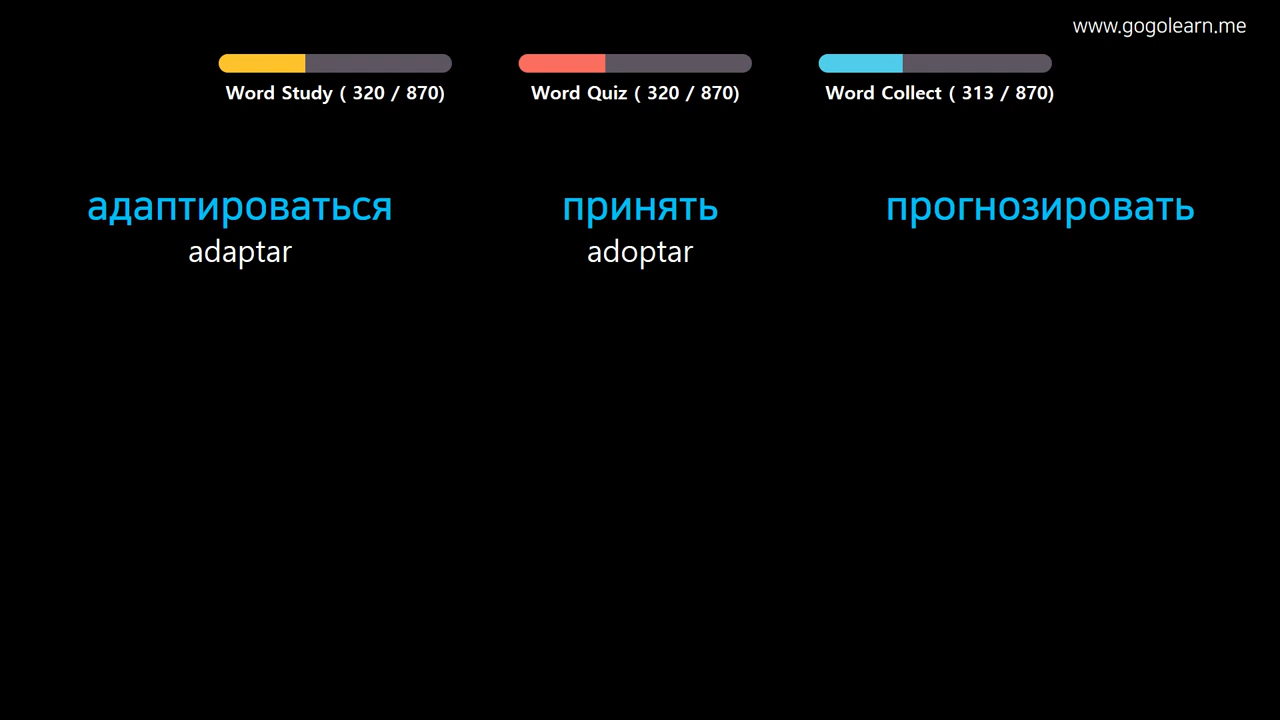 www.gogolearn.me
Word Study ( 320 / 870)
Word Quiz ( 320 / 870)
Word Collect ( 313 / 870)
адаптироваться
adaptar
принять
adoptar
прогнозировать